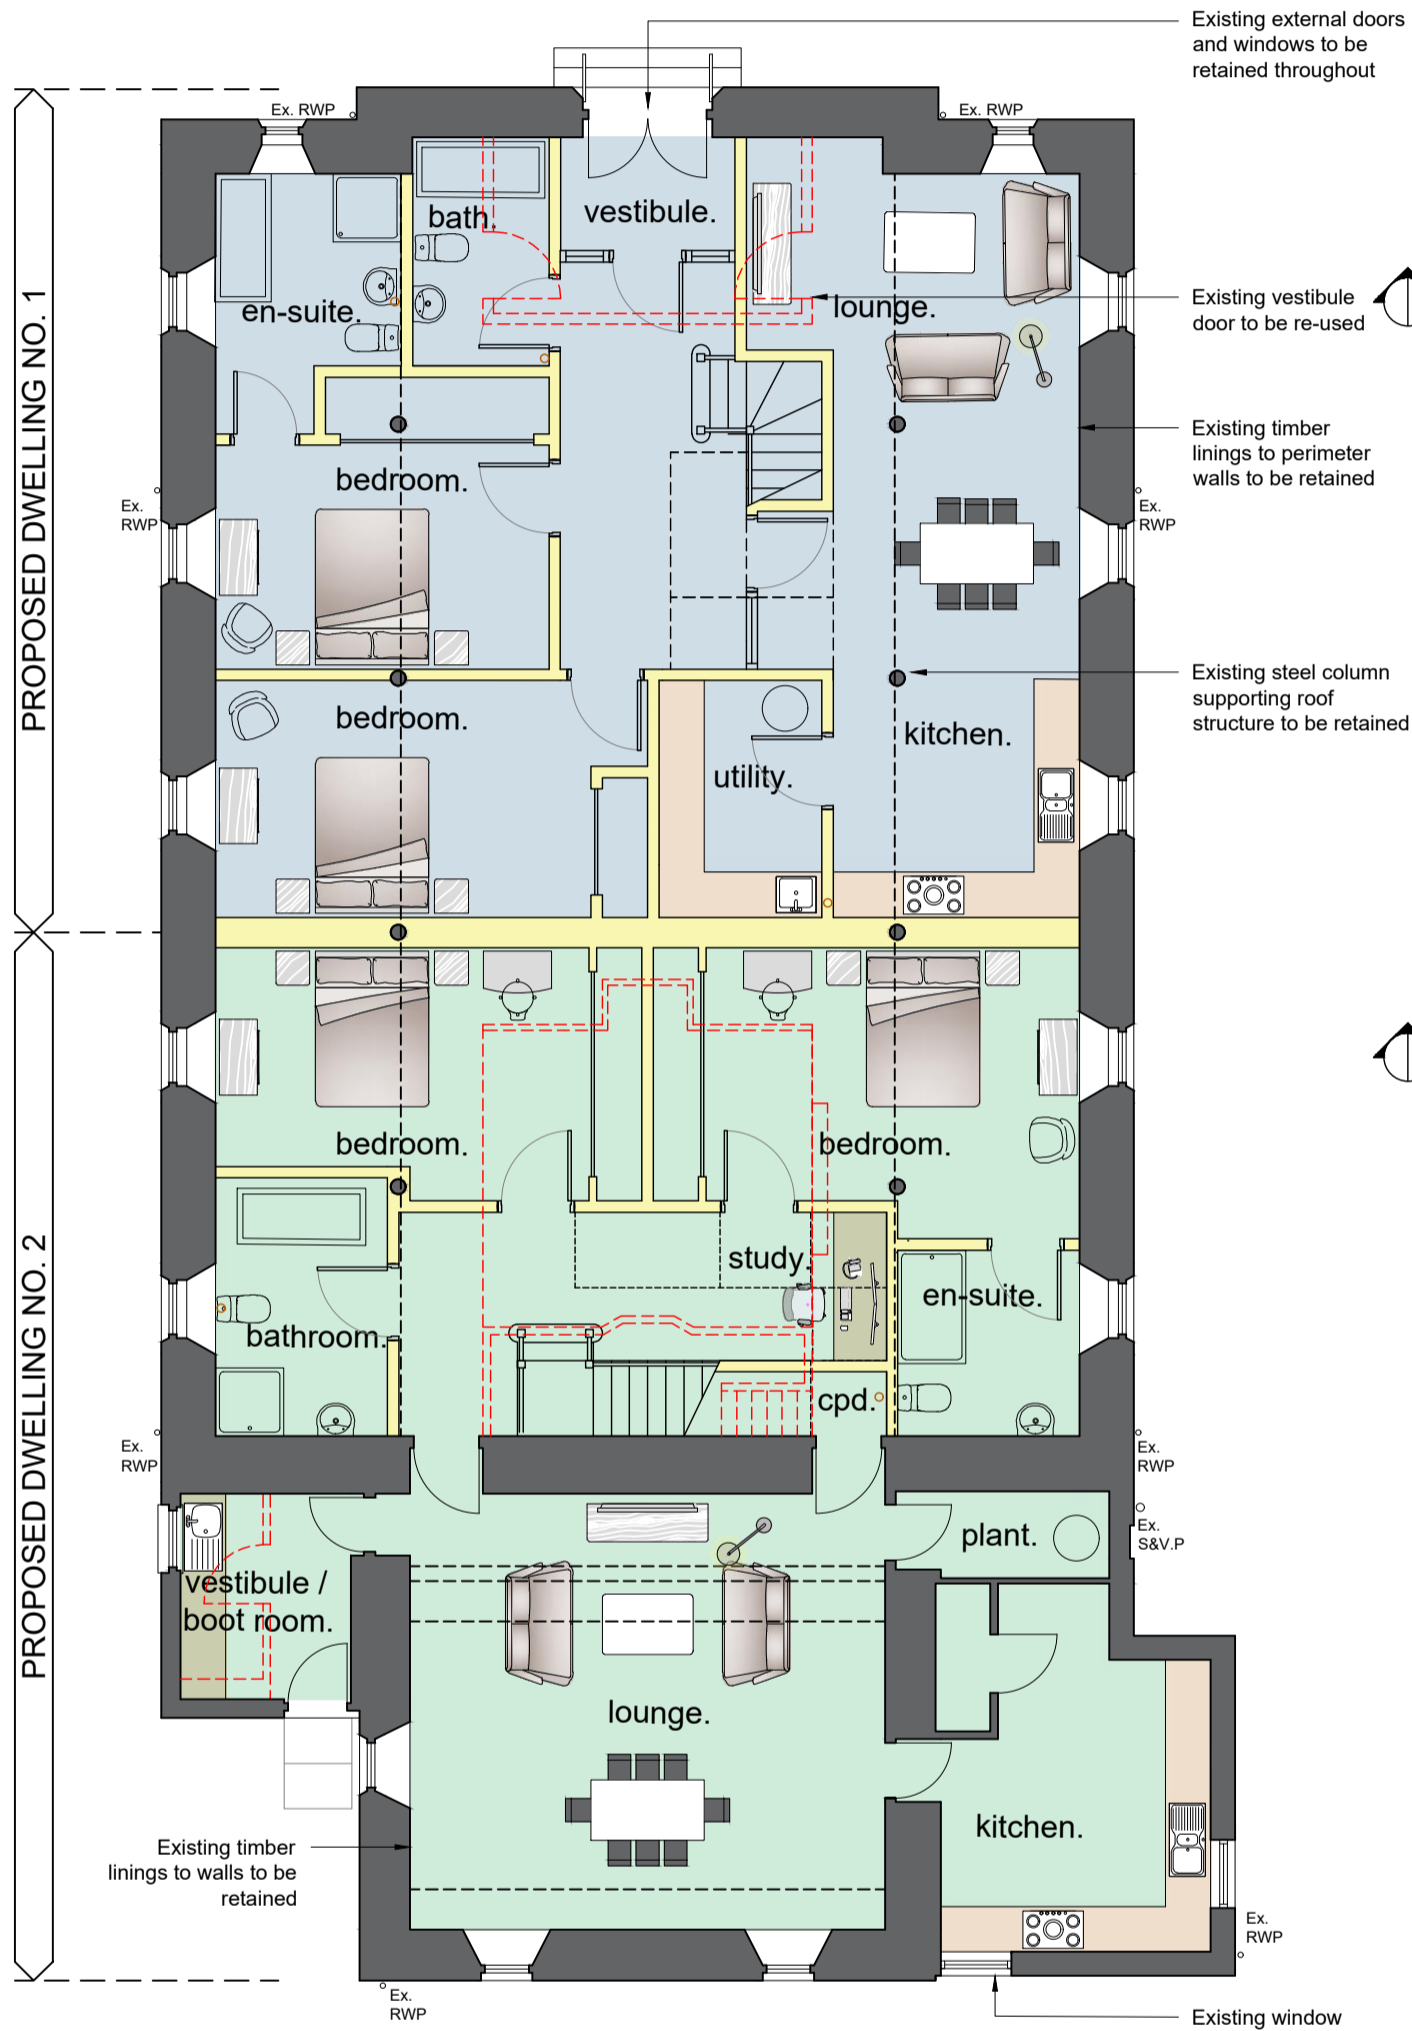 Existing external doors
and windows to be
retained throughout
Ex. RWP
Ex. RWP
bath.
vestibule.
en-suite.
lounge.
Existing vestibule
door to be re-used
PROPOSED DWELLING NO. 1
Existing timber
linings to perimeter
walls to be retained
bedroom.
Ex.
RWP
Ex.
RWP
Existing steel column
supporting roof
structure to be retained
bedroom.
kitchen.
utility.
bedroom.
bedroom.
PROPOSED DWELLING NO. 2
study.
en-suite.
bathroom.
cpd.
Ex.
RWP
Ex.
RWP
plant.
Ex.
S&V.P
vestibule /
boot room.
lounge.
kitchen.
Existing timber
linings to walls to be
retained
Ex.
RWP
Ex.
RWP
Existing window